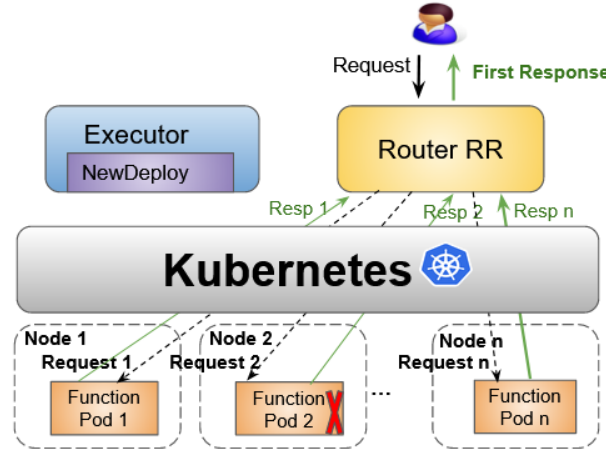 Request
First Response
Executor
NewDeploy
Router RR
Resp 1
Resp 2
Resp n
Kubernetes
Node 1
Request 1
Node 2
Request 2
Node n
Request n
Function
Pod 1
Function
Pod 2
X
...
Function
Pod n